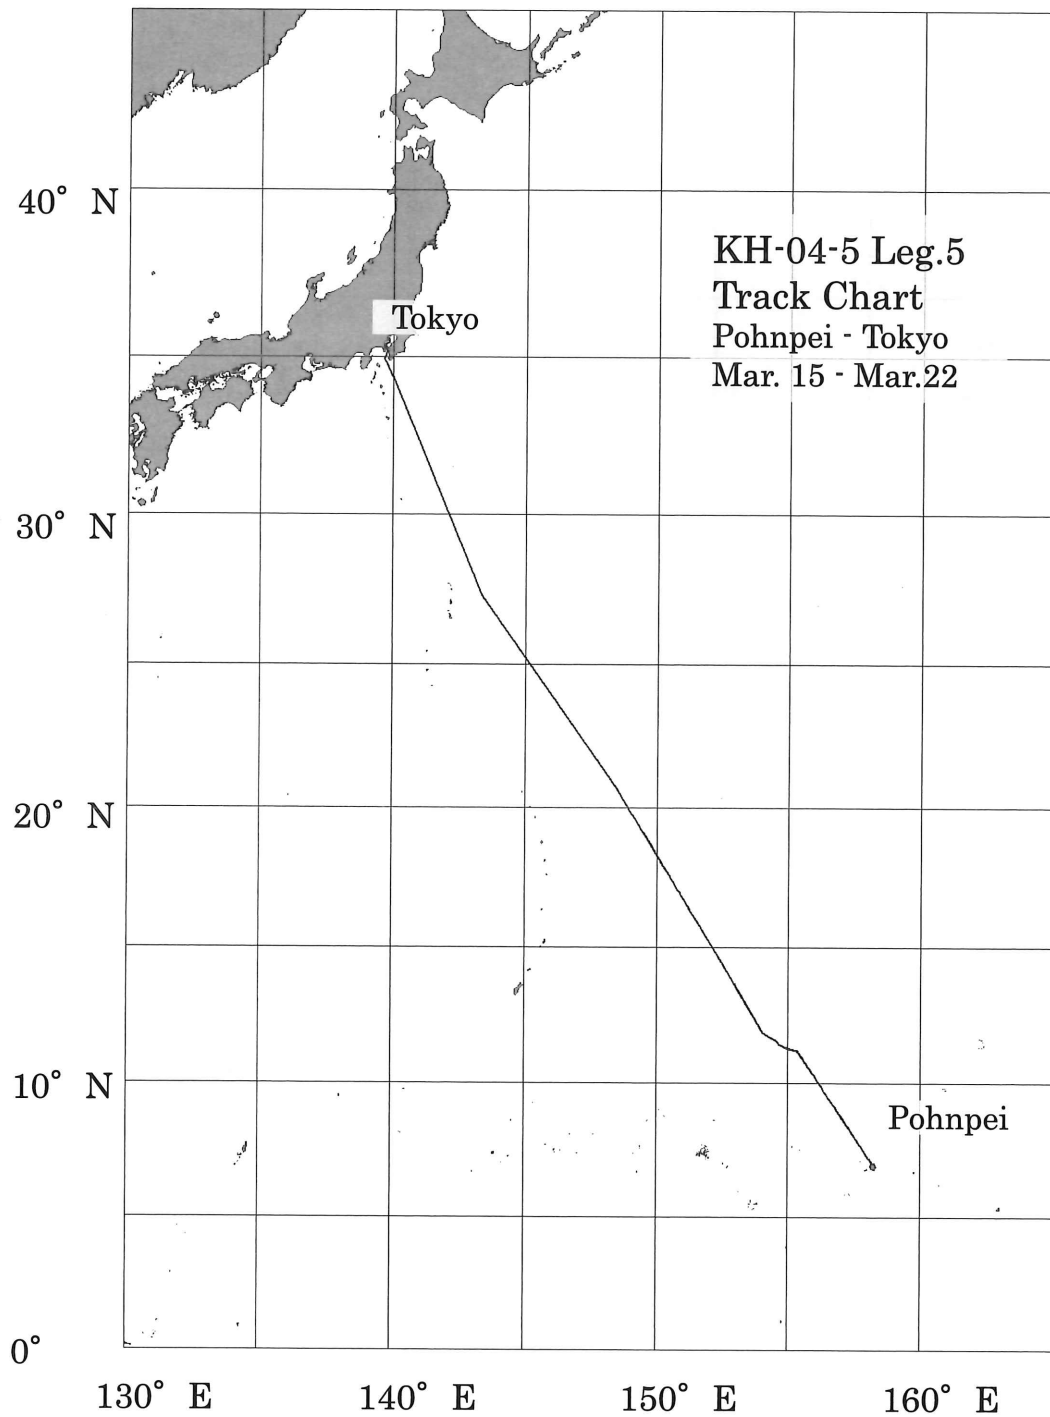 40° N
KH-04-5 Leg.5
Track Chart
Pohnpei - Tokyo
Mar. 15 - Mar.22
Tokyo
30° N
20° N
10° N
Pohnpei
0°
130° E 140° E 150° E 160° E